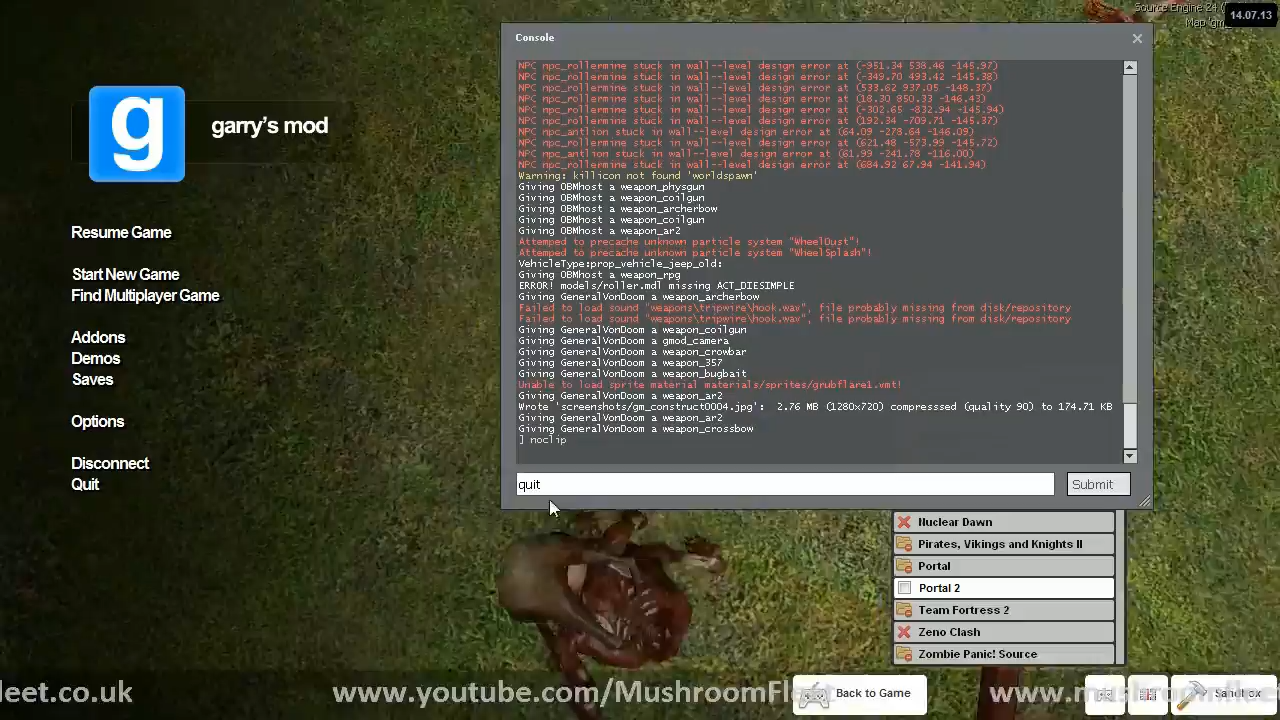 Source Engine 24 (
Map (gm_
14.07.13
Console
NPC npc_rollermine stuck in wall--level design error at (-951.34 538.46 -145.97)
NPC npc_rollermine stuck in wall--level design error at (-349.70 493.42 -145.38)
NPC npc_rollermine stuck in wall--level design error at (533.62 937.05 -148.37)
NPC npc_rollermine stuck in wall--level design error at (18.30 850.33 -146.43)
NPC npc_rollermine stuck in wall--level design error at (-302.65 -832.94 -145.94)
NPC npc_rollermine stuck in wall--level design error at (192.34 -709.71 -145.37)
NPC npc_antlion stuck in wall--level design error at (64.09 -278.64 -146.09)
NPC npc_rollermine stuck in wall--level design error at (621.48 -573.99 -145.72)
NPC npc_antlion stuck in wall--level design error at (61.99 -241.78 -116.00)
NPC npc_rollermine stuck in wall--level design error at (684.92 67.94 -141.94)
Warning: killicon not found 'worldspawn'
Giving OBMhost a weapon_physgun
Giving OBMhost a weapon_coilgun
Giving OBMhost a weapon_archerbow
Giving OBMhost a weapon_coilgun
Giving OBMhost a weapon_ar2
Attemped to precache unknown particle system "WheelDust"!
Attemped to precache unknown particle system "WheelSplash"!
VehicleType:prop_vehicle_jeep_old:
Giving OBMhost a weapon_rpg
ERROR! models/roller.mdl missing ACT_DIESIMPLE
Giving GeneralVonDoom a weapon_archerbow
Failed to load sound "weapons\tripwire\hook.wav", file probably missing from disk/repository
Failed to load sound "weapons\tripwire\hook.wav", file probably missing from disk/repository
Giving GeneralVonDoom a weapon_coilgun
Giving GeneralVonDoom a gmod_camera
Giving GeneralVonDoom a weapon_crowbar
Giving GeneralVonDoom a weapon_357
Giving GeneralVonDoom a weapon_bugbait
Unable to load sprite material materials/sprites/grubflare1.vmt!
Giving GeneralVonDoom a weapon_ar2
Wrote 'screenshots/gm_construct0004.jpg':  2.76 MB (1280x720) compresssed (quality 90) to 174.71 KB
Giving GeneralVonDoom a weapon_ar2
Giving GeneralVonDoom a weapon_crossbow
] noclip
quit
Submit
g
garry's mod
Resume Game
Start New Game
Find Multiplayer Game
Addons
Demos
Saves
Options
Disconnect
Quit
Nuclear Dawn
Pirates, Vikings and Knights II
Portal
Portal 2
Team Fortress 2
Zeno Clash
Zombie Panic! Source
leet.co.uk
www.youtube.com/MushroomFl
Back to Game
www.mushroomfleet
Sandbox